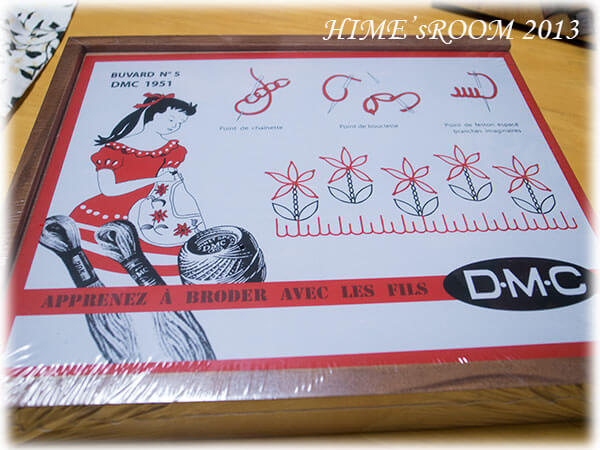 HIME'sROOM 2013
BUVARD N° 5
DMC 1951
Point de chaînette
Point de bouclette
Point de feston espacé
branches imaginaires
DMC
APPRENEZ À BRODER AVEC LES FILS
D·M·C